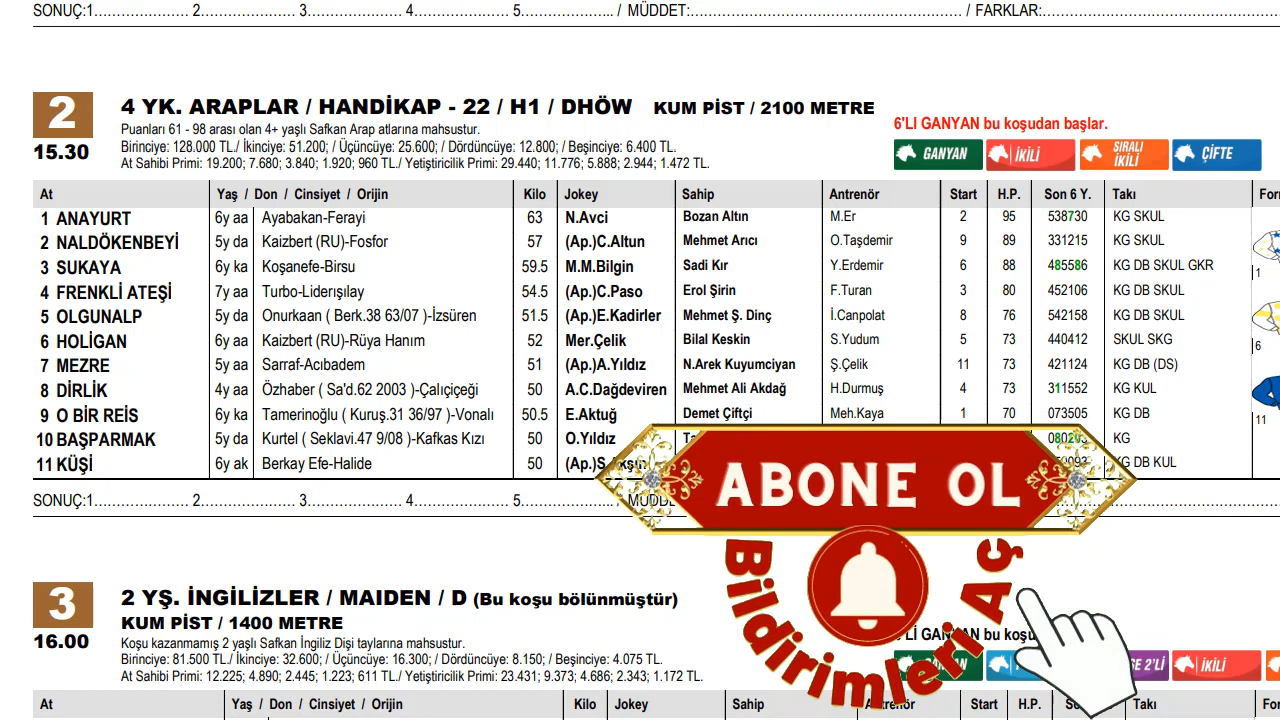 SONUÇ:1...................... 2....................... 3....................... 4....................... 5...................... / MÜDDET:............................................................... / FARKLAR:........................................................
2 4 YK. ARAPLAR / HANDİKAP - 22 / H1 / DHÖW KUM PİST / 2100 METRE
15.30
Puanları 61 - 98 arası olan 4+ yaşlı Safkan Arap atlarına mahsustur.
Birinciye: 128.000 TL./ İkinciye: 51.200; / Üçüncüye: 25.600; / Dördüncüye: 12.800; / Beşinciye: 6.400 TL.
At Sahibi Primi: 19.200; 7.680; 3.840; 1.920; 960 TL./ Yetiştiricilik Primi: 29.440; 11.776; 5.888; 2.944; 1.472 TL.
6'LI GANYAN bu koşudan başlar.
GANYAN İKİLİ SIRALI İKİLİ ÇİFTE
At Yaş / Don / Cinsiyet / Orijin Kilo Jokey Sahip Antrenör Start H.P. Son 6 Y. Takı
1 ANAYURT 6y aa Ayabakan-Ferayi 63 N.Avci Bozan Altın M.Er 2 95 538730 KG SKUL
2 NALDÖKENBEYİ 5y da Kaizbert (RU)-Fosfor 57 (Ap.)C.Altun Mehmet Arıcı O.Taşdemir 9 89 331215 KG SKUL
3 SUKAYA 6y ka Koşanefe-Birsu 59.5 M.M.Bilgin Sadi Kır Y.Erdemir 6 88 485586 KG DB SKUL GKR
4 FRENKLİ ATEŞİ 7y aa Turbo-Liderışılay 54.5 (Ap.)C.Paso Erol Şirin F.Turan 3 80 452106 KG DB SKUL
5 OLGUNALP 5y da Onurkaan ( Berk.38 63/07 )-İzsüren 51.5 (Ap.)E.Kadirler Mehmet Ş. Dinç İ.Canpolat 8 76 542158 KG DB SKUL
6 HOLİGAN 6y aa Kaizbert (RU)-Rüya Hanım 52 Mer.Çelik Bilal Keskin S.Yudum 5 73 440412 SKUL SKG
7 MEZRE 5y aa Sarraf-Acıbadem 51 (Ap.)A.Yıldız N.Arek Kuyumciyan Ş.Çelik 11 73 421124 KG DB (DS)
8 DİRLİK 4y aa Özhaber ( Sa'd.62 2003 )-Çalıçiçeği 50 A.C.Dağdeviren Mehmet Ali Akdağ H.Durmuş 4 73 311552 KG KUL
9 O BİR REİS 6y ka Tamerinoğlu ( Kuruş.31 36/97 )-Vonalı 50.5 E.Aktuğ Demet Çiftçi Meh.Kaya 1 70 073505 KG DB
10 BAŞPARMAK 5y da Kurtel ( Seklavi.47 9/08 )-Kafkas Kızı 50 O.Yıldız KG
11 KÜŞİ 6y ak Berkay Efe-Halide 50 KG DB KUL
1
6
11
SONUÇ:1...................... 2....................... 3....................... 4....................... 5......................
ABONE OL
Bildirimleri Aç
3 2 YŞ. İNGİLİZLER / MAIDEN / D (Bu koşu bölünmüştür)
KUM PİST / 1400 METRE
16.00
Koşu kazanmamış 2 yaşlı Safkan İngiliz Dişi taylarına mahsustur.
Birinciye: 81.500 TL./ İkinciye: 32.600; / Üçüncüye: 16.300; / Dördüncüye: 8.150; / Beşinciye: 4.075 TL.
At Sahibi Primi: 12.225; 4.890; 2.445; 1.223; 611 TL./ Yetiştiricilik Primi: 23.431; 9.373; 4.686; 2.343; 1.172 TL.
GANYAN bu
2'Lİ İKİLİ
At Yaş / Don / Cinsiyet / Orijin Kilo Jokey Sahip Antrenör Start H.P. Takı